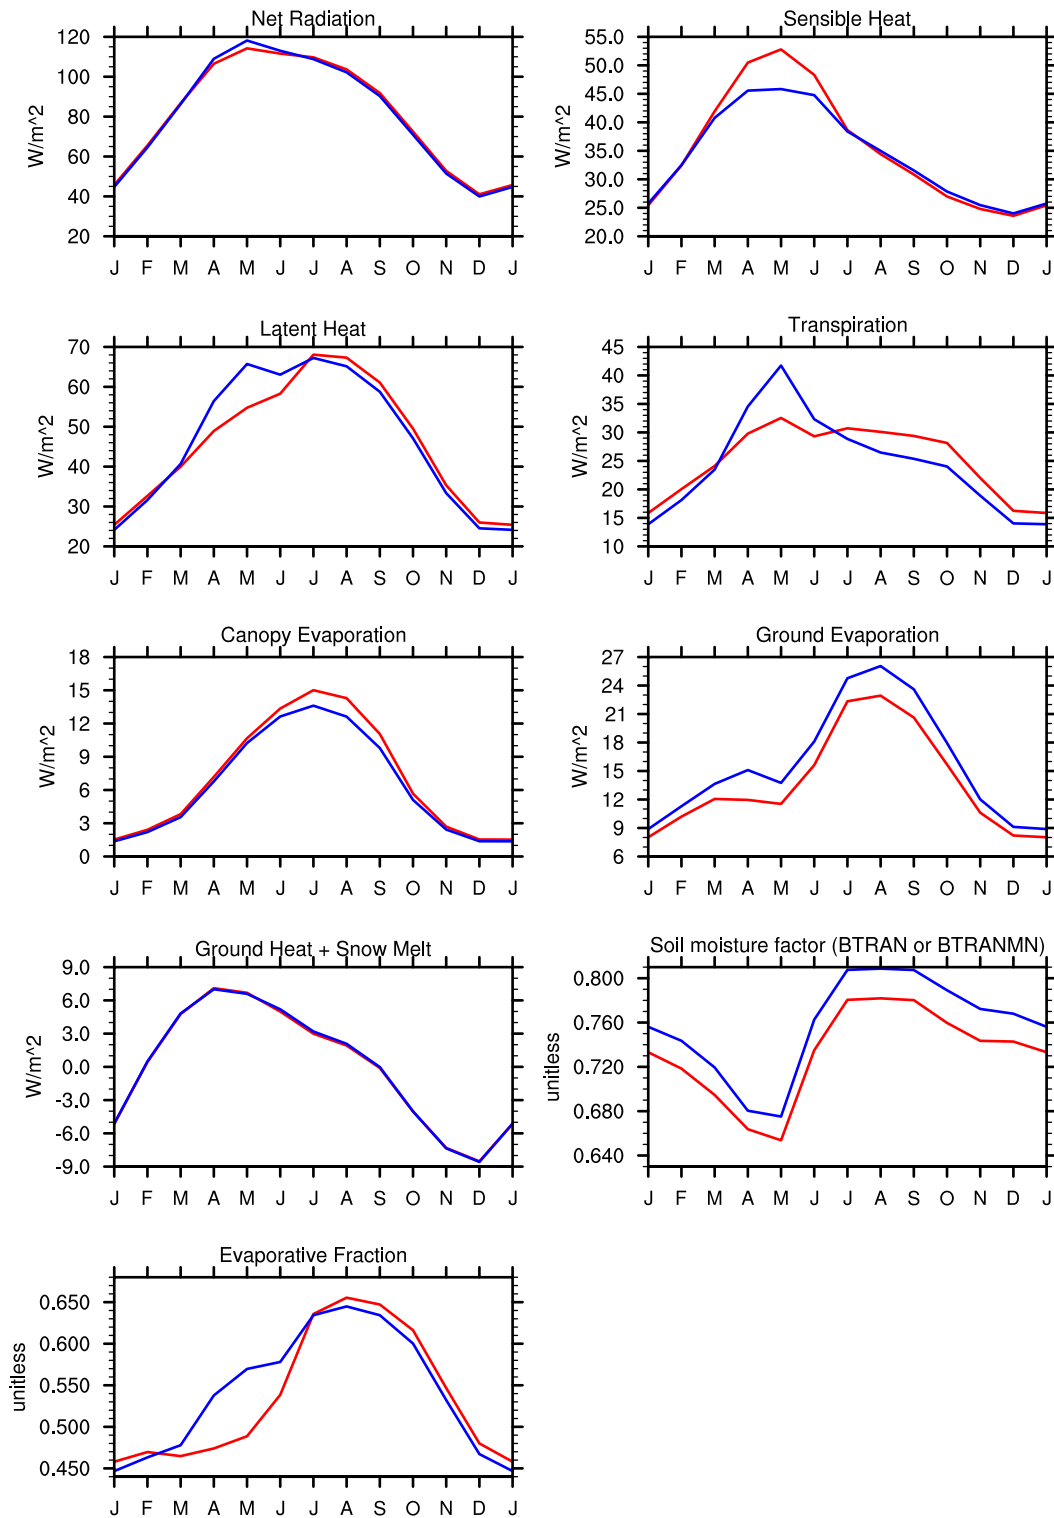 Net Radiation
W/m^2
120
100
80
60
40
20
J F M A M J J A S O N D J
Sensible Heat
W/m^2
55.0
50.0
45.0
40.0
35.0
30.0
25.0
20.0
J F M A M J J A S O N D J
Latent Heat
W/m^2
70
60
50
40
30
20
J F M A M J J A S O N D J
Transpiration
W/m^2
45
40
35
30
25
20
15
10
J F M A M J J A S O N D J
Canopy Evaporation
W/m^2
18
15
12
9
6
3
0
J F M A M J J A S O N D J
Ground Evaporation
W/m^2
27
24
21
18
15
12
9
6
J F M A M J J A S O N D J
Ground Heat + Snow Melt
W/m^2
9.0
6.0
3.0
0.0
-3.0
-6.0
-9.0
J F M A M J J A S O N D J
Soil moisture factor (BTRAN or BTRANMN)
unitless
0.800
0.760
0.720
0.680
0.640
J F M A M J J A S O N D J
Evaporative Fraction
unitless
0.650
0.600
0.550
0.500
0.450
J F M A M J J A S O N D J